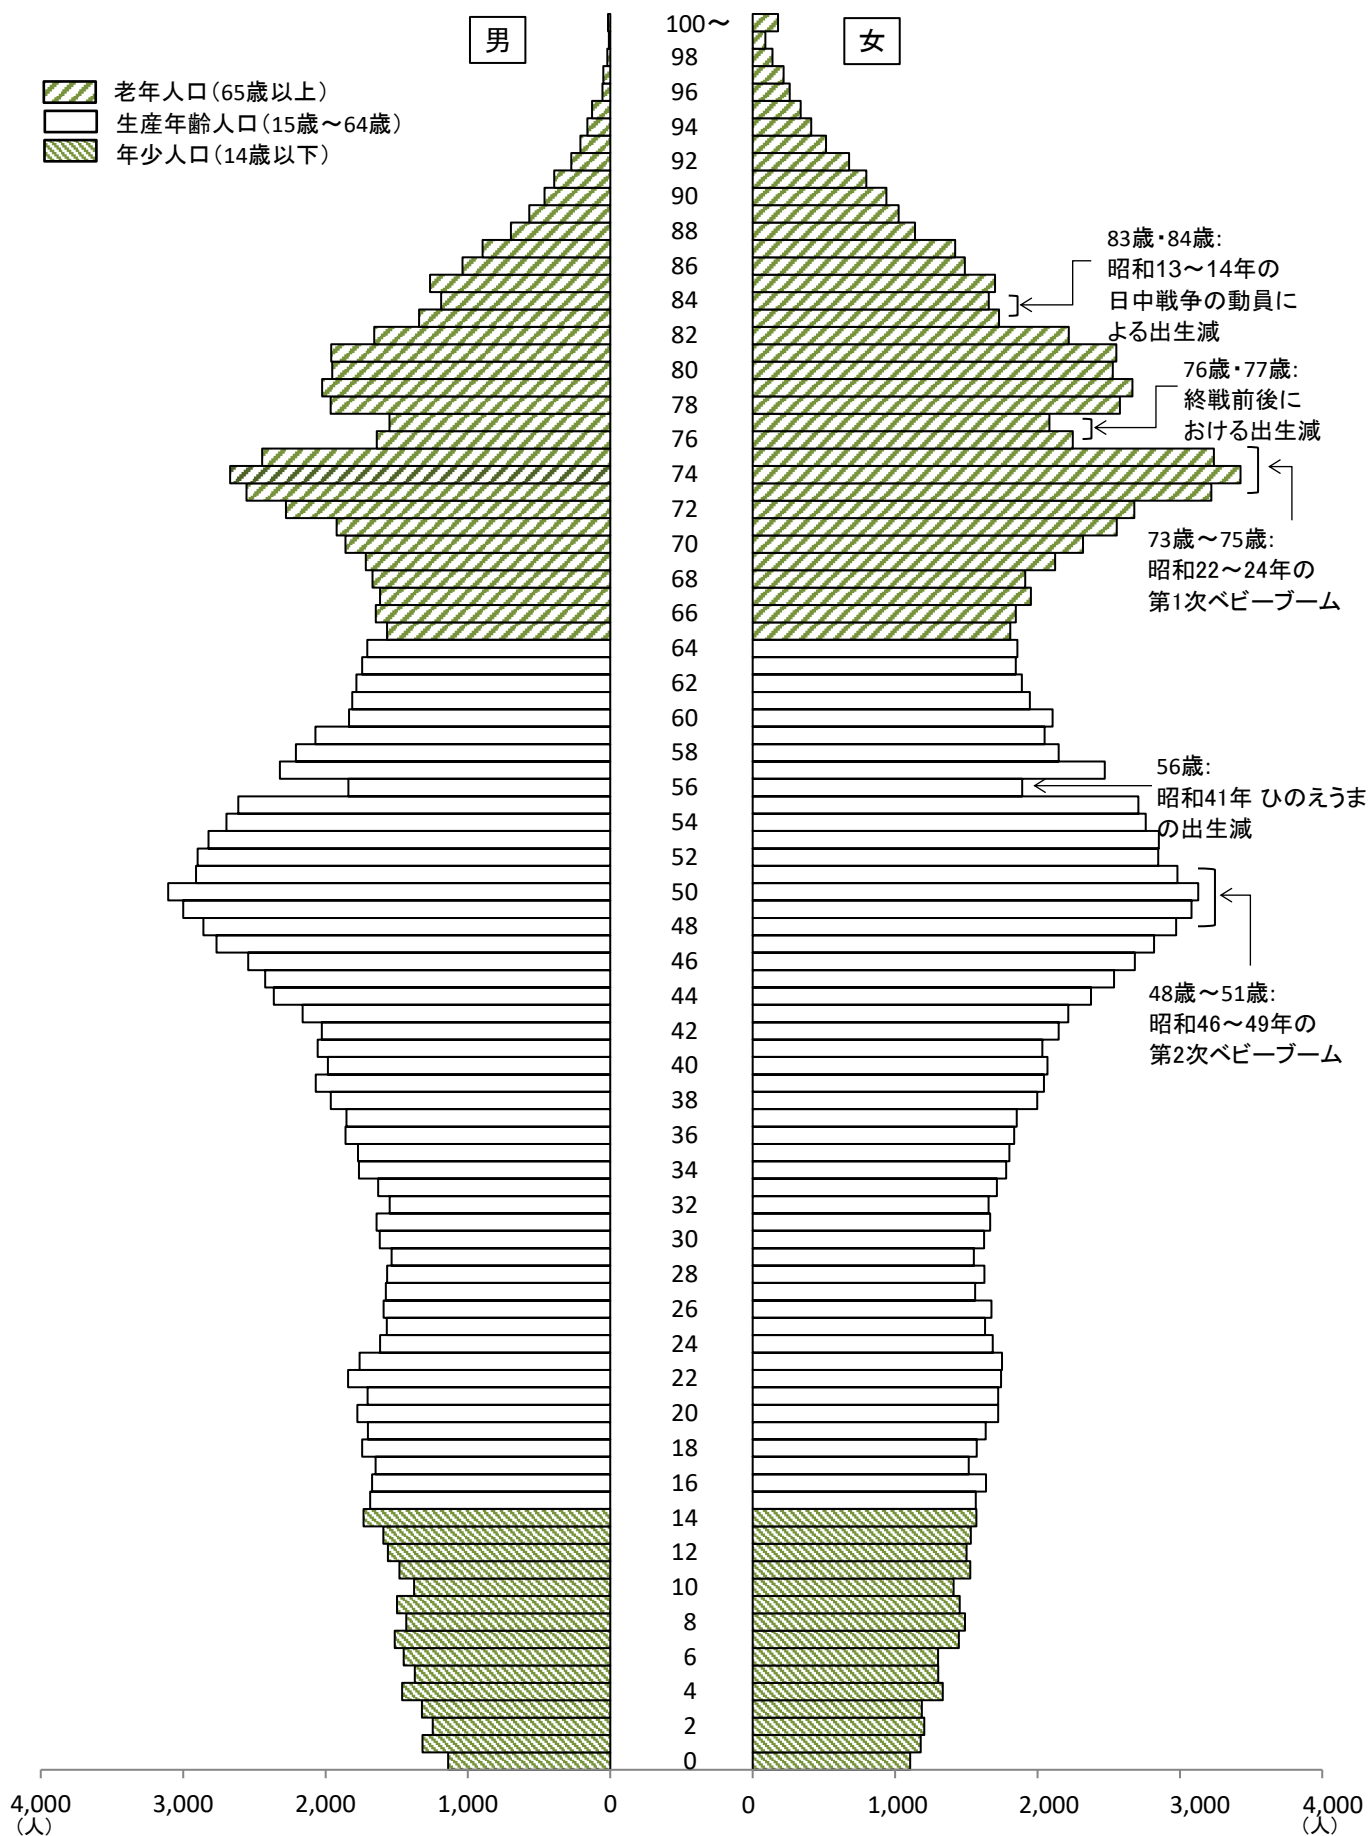 男
女
老年人口(65歳以上)
生産年齢人口(15歳～64歳)
年少人口(14歳以下)
100～
98
96
94
92
90
88
86
84
82
80
78
76
74
72
70
68
66
64
62
60
58
56
54
52
50
48
46
44
42
40
38
36
34
32
30
28
26
24
22
20
18
16
14
12
10
8
6
4
2
0
83歳・84歳:
昭和13～14年の
日中戦争の動員に
よる出生減
76歳・77歳:
終戦前後に
おける出生減
73歳～75歳:
昭和22～24年の
第1次ベビーブーム
56歳:
昭和41年 ひのえうま
の出生減
48歳～51歳:
昭和46～49年の
第2次ベビーブーム
4,000 3,000 2,000 1,000 0 0 1,000 2,000 3,000 4,000
(人) (人)